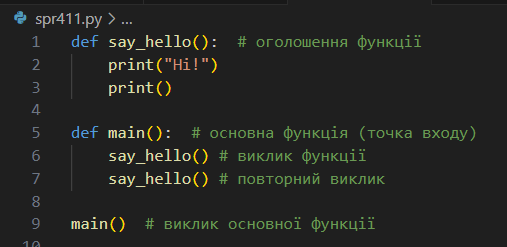 spr411.py > ...
1 def say_hello():  # оголошення функції
2     print("Hi!")
3     print()
4
5 def main():  # основна функція (точка входу)
6     say_hello() # виклик функції
7     say_hello() # повторний виклик
8
9 main()  # виклик основної функції
10